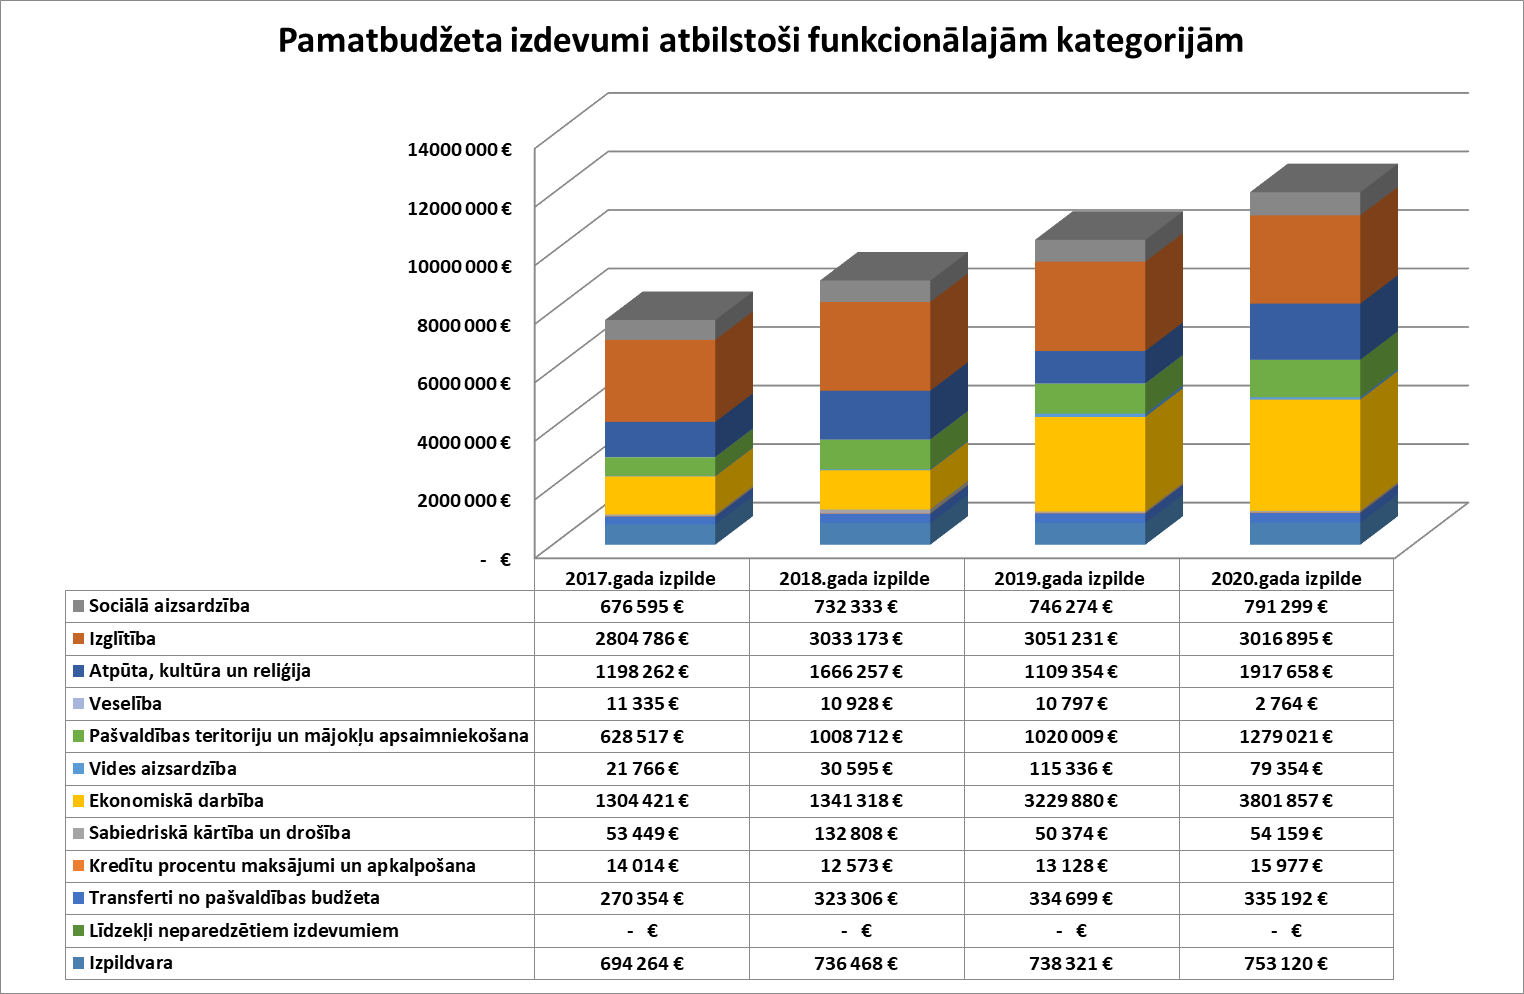 Pamatbudžeta izdevumi atbilstoši funkcionālajām kategorijām
14000 000 €
12000 000 €
10000 000 €
8000 000 €
6000 000 €
4000 000 €
2000 000 €
- €
2017.gada izpilde 2018.gada izpilde 2019.gada izpilde 2020.gada izpilde
Sociālā aizsardzība 676 595 € 732 333 € 746 274 € 791 299 €
Izglītība 2804 786 € 3033 173 € 3051 231 € 3016 895 €
Atpūta, kultūra un reliģija 1198 262 € 1666 257 € 1109 354 € 1917 658 €
Veselība 11 335 € 10 928 € 10 797 € 2 764 €
Pašvaldības teritoriju un mājokļu apsaimniekošana 628 517 € 1008 712 € 1020 009 € 1279 021 €
Vides aizsardzība 21 766 € 30 595 € 115 336 € 79 354 €
Ekonomiskā darbība 1304 421 € 1341 318 € 3229 880 € 3801 857 €
Sabiedriskā kārtība un drošība 53 449 € 132 808 € 50 374 € 54 159 €
Kredītu procentu maksājumi un apkalpošana 14 014 € 12 573 € 13 128 € 15 977 €
Transferti no pašvaldības budžeta 270 354 € 323 306 € 334 699 € 335 192 €
Līdzekļi neparedzētiem izdevumiem - € - € - € - €
Izpildvara 694 264 € 736 468 € 738 321 € 753 120 €